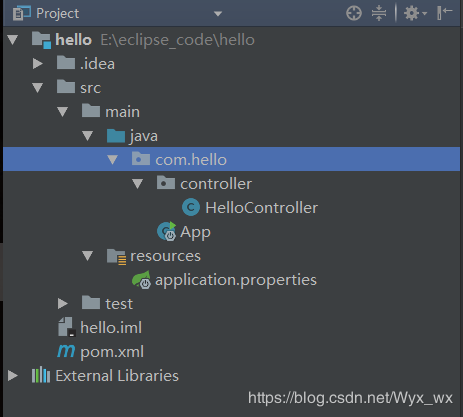 Project
hello E:\eclipse_code\hello
.idea
src
main
java
com.hello
controller
HelloController
App
resources
application.properties
test
hello.iml
pom.xml
External Libraries
https://blog.csdn.net/Wyx_wx